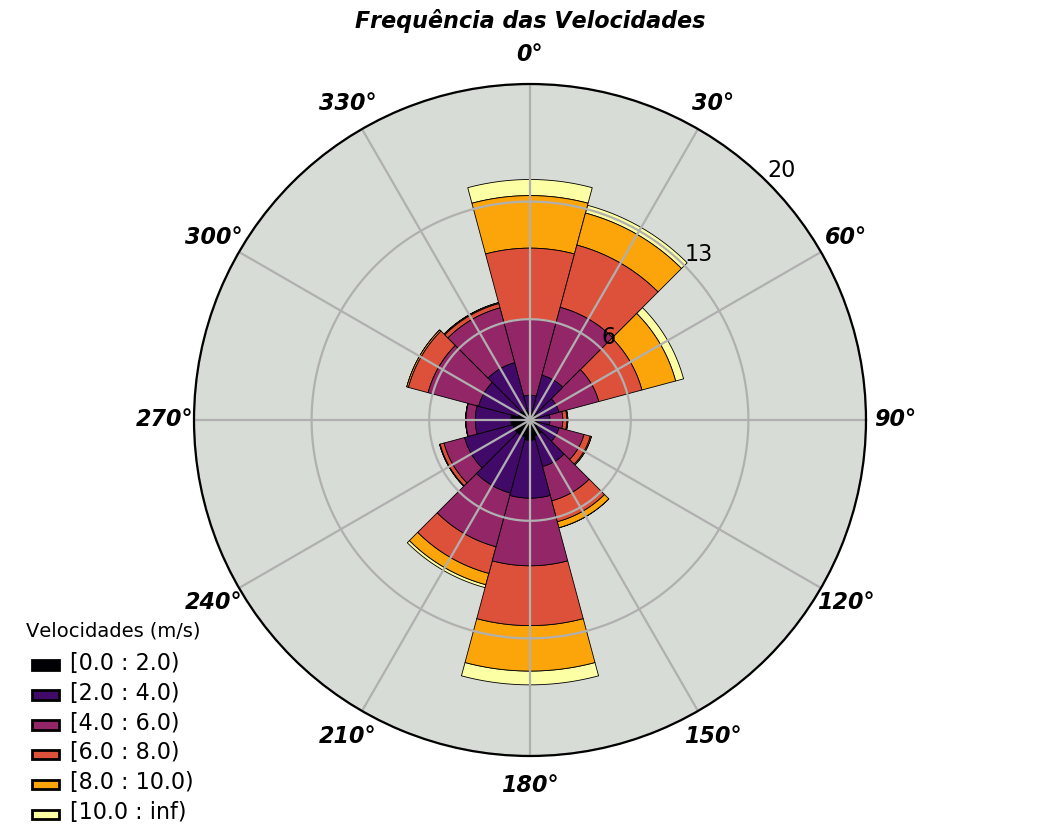 Frequência das Velocidades
0°
330°
30°
20
300°
60°
13
6
270°
90°
240°
120°
210°
150°
180°
Velocidades (m/s)
[0.0 : 2.0)
[2.0 : 4.0)
[4.0 : 6.0)
[6.0 : 8.0)
[8.0 : 10.0)
[10.0 : inf)